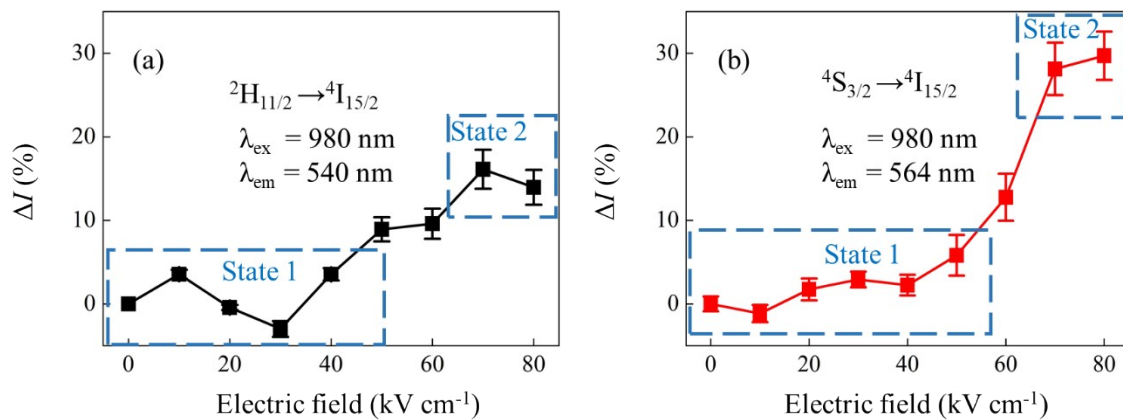 (a)
²H₁₁/₂→⁴I₁₅/₂
λex = 980 nm
λem = 540 nm
State 1
State 2
ΔI (%)
30
20
10
0
0 20 40 60 80
Electric field (kV cm⁻¹)
(b)
⁴S₃/₂→⁴I₁₅/₂
λex = 980 nm
λem = 564 nm
State 1
State 2
ΔI (%)
30
20
10
0
0 20 40 60 80
Electric field (kV cm⁻¹)